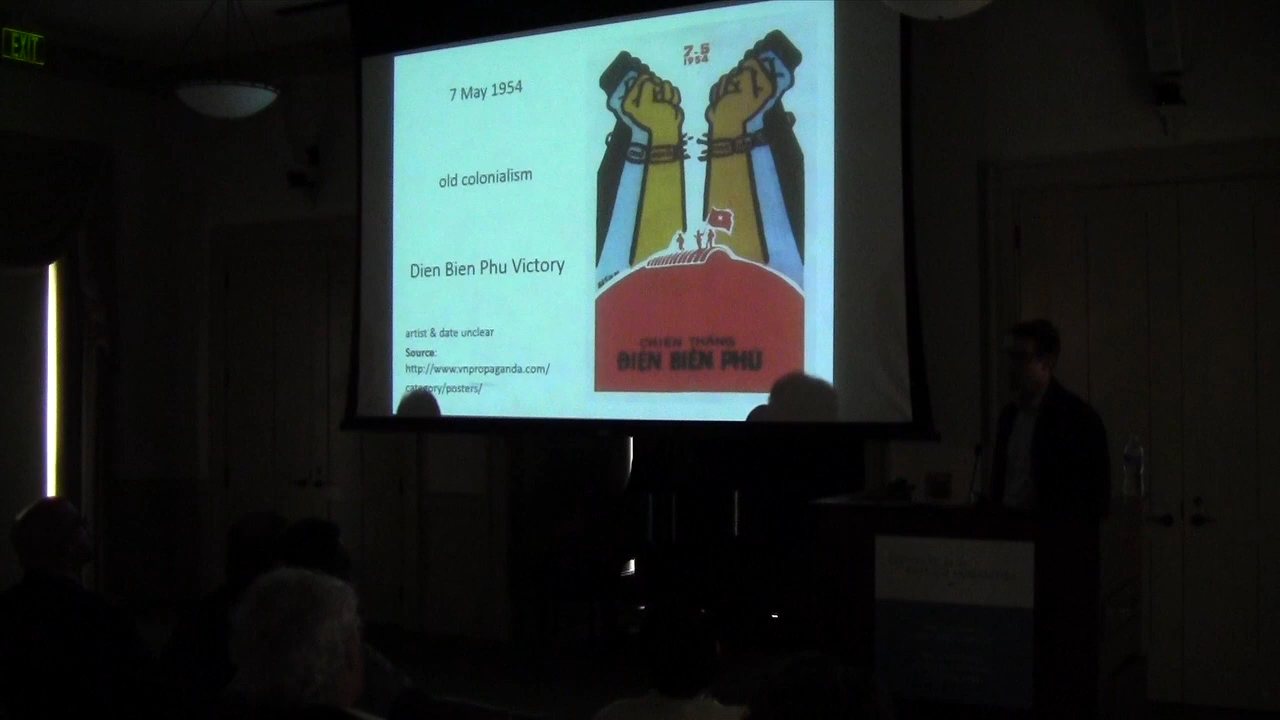 EXIT
7 May 1954
old colonialism
Dien Bien Phu Victory
artist & date unclear
Source:
http://www.vnpropaganda.com/
category/posters/
7-5
1954
CHIẾN THẮNG
ĐIỆN BIÊN PHỦ